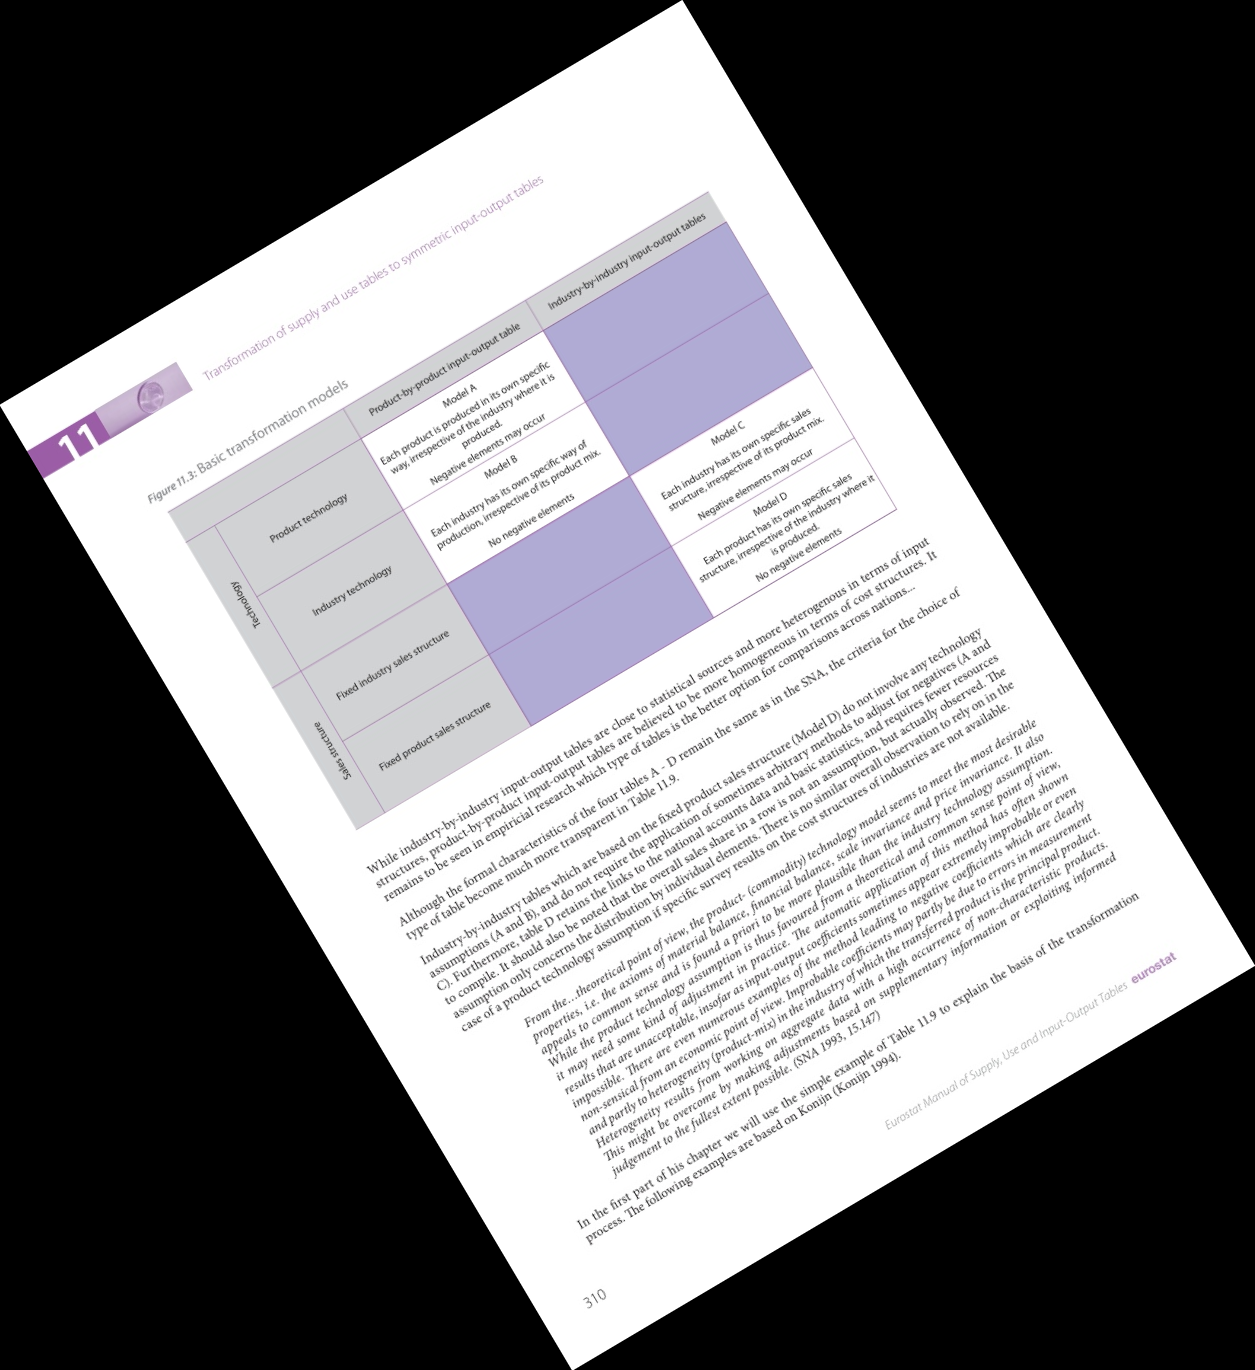 11
Transformation of supply and use tables to symmetric input-output tables
Figure 11.3: Basic transformation models
Product-by-product input-output table
Industry-by-industry input-output tables
Technology
Product technology
Model A
Each product is produced in its own specific
way, irrespective of the industry where it is
produced.
Negative elements may occur
Industry technology
Model B
Each industry has its own specific way of
production, irrespective of its product mix.
No negative elements
Sales structure
Fixed industry sales structure
Model C
Each industry has its own specific sales
structure, irrespective of its product mix.
Negative elements may occur
Fixed product sales structure
Model D
Each product has its own specific sales
structure, irrespective of the industry where it
is produced.
No negative elements
While industry-by-industry input-output tables are close to statistical sources and more heterogenous in terms of input
structures, product-by-product input-output tables are believed to be more homogeneous in terms of cost structures. It
remains to be seen in empiricial research which type of tables is the better option for comparisons across nations...
Although the formal characteristics of the four tables A - D remain the same as in the SNA, the criteria for the choice of
type of table become much more transparent in Table 11.9.
Industry-by-industry tables which are based on the fixed product sales structure (Model D) do not involve any technology
assumptions (A and B), and do not require the application of sometimes arbitrary methods to adjust for negatives (A and
C). Furthermore, table D retains the links to the national accounts data and basic statistics, and requires fewer resources
to compile. It should also be noted that the overall sales share in a row is not an assumption, but actually observed. The
assumption only concerns the distribution by individual elements. There is no similar overall observation to rely on in the
case of a product technology assumption if specific survey results on the cost structures of industries are not available.
From the...theoretical point of view, the product- (commodity) technology model seems to meet the most desirable
properties, i.e. the axioms of material balance, financial balance, scale invariance and price invariance. It also
appeals to common sense and is found a priori to be more plausible than the industry technology assumption.
While the product technology assumption is thus favoured from a theoretical and common sense point of view,
it may need some kind of adjustment in practice. The automatic application of this method has often shown
results that are unacceptable, insofar as input-output coefficients sometimes appear extremely improbable or even
impossible. There are even numerous examples of the method leading to negative coefficients which are clearly
non-sensical from an economic point of view. Improbable coefficients may partly be due to errors in measurement
and partly to heterogeneity (product-mix) in the industry of which the transferred product is the principal product.
Heterogeneity results from working on aggregate data with a high occurrence of non-characteristic products.
This might be overcome by making adjustments based on supplementary information or exploiting informed
judgement to the fullest extent possible. (SNA 1993, 15.147)
In the first part of his chapter we will use the simple example of Table 11.9 to explain the basis of the transformation
process. The following examples are based on Konijn (Konijn 1994).
310
Eurostat Manual of Supply, Use and Input-Output Tables eurostat